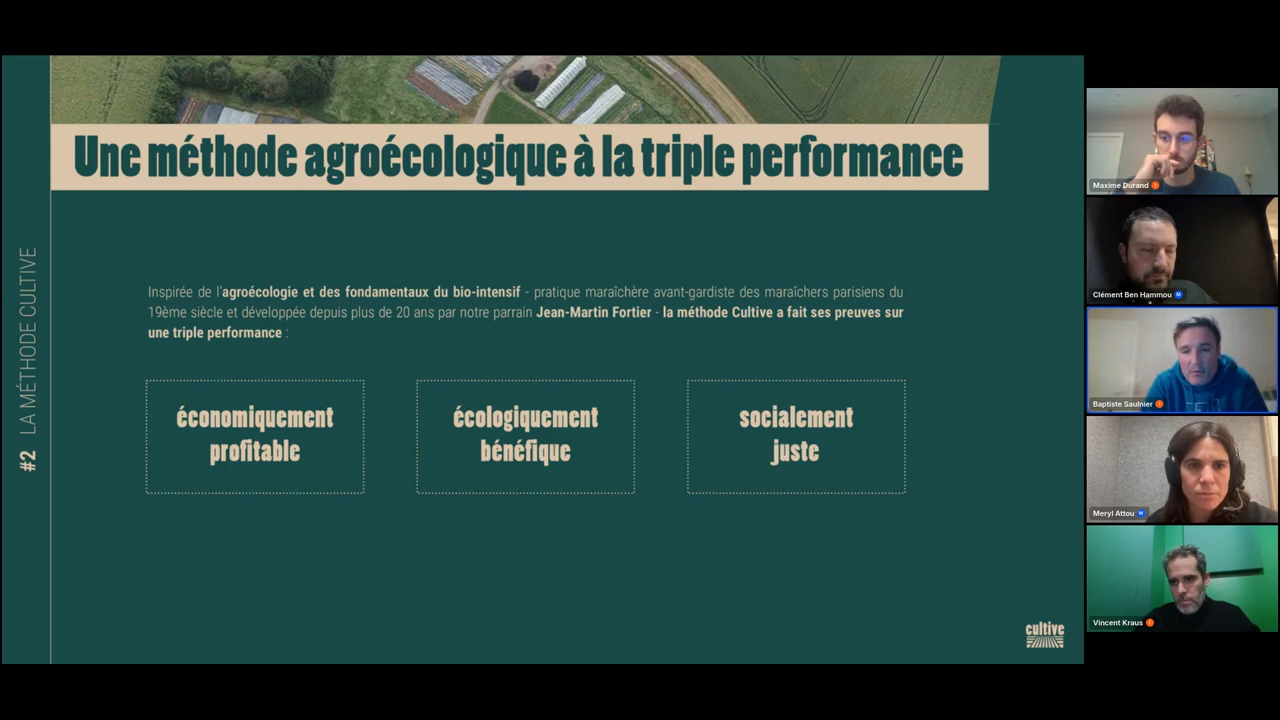 Une méthode agroécologique à la triple performance
#2 LA MÉTHODE CULTIVE
Inspirée de l'agroécologie et des fondamentaux du bio-intensif - pratique maraîchère avant-gardiste des maraîchers parisiens du
19ème siècle et développée depuis plus de 20 ans par notre parrain Jean-Martin Fortier - la méthode Cultive a fait ses preuves sur
une triple performance :
économiquement
profitable
écologiquement
bénéfique
socialement
juste
cultive
Maxime Durand
Clément Ben Hammou M
Baptiste Saulnier
Meryl Attou M
Vincent Kraus